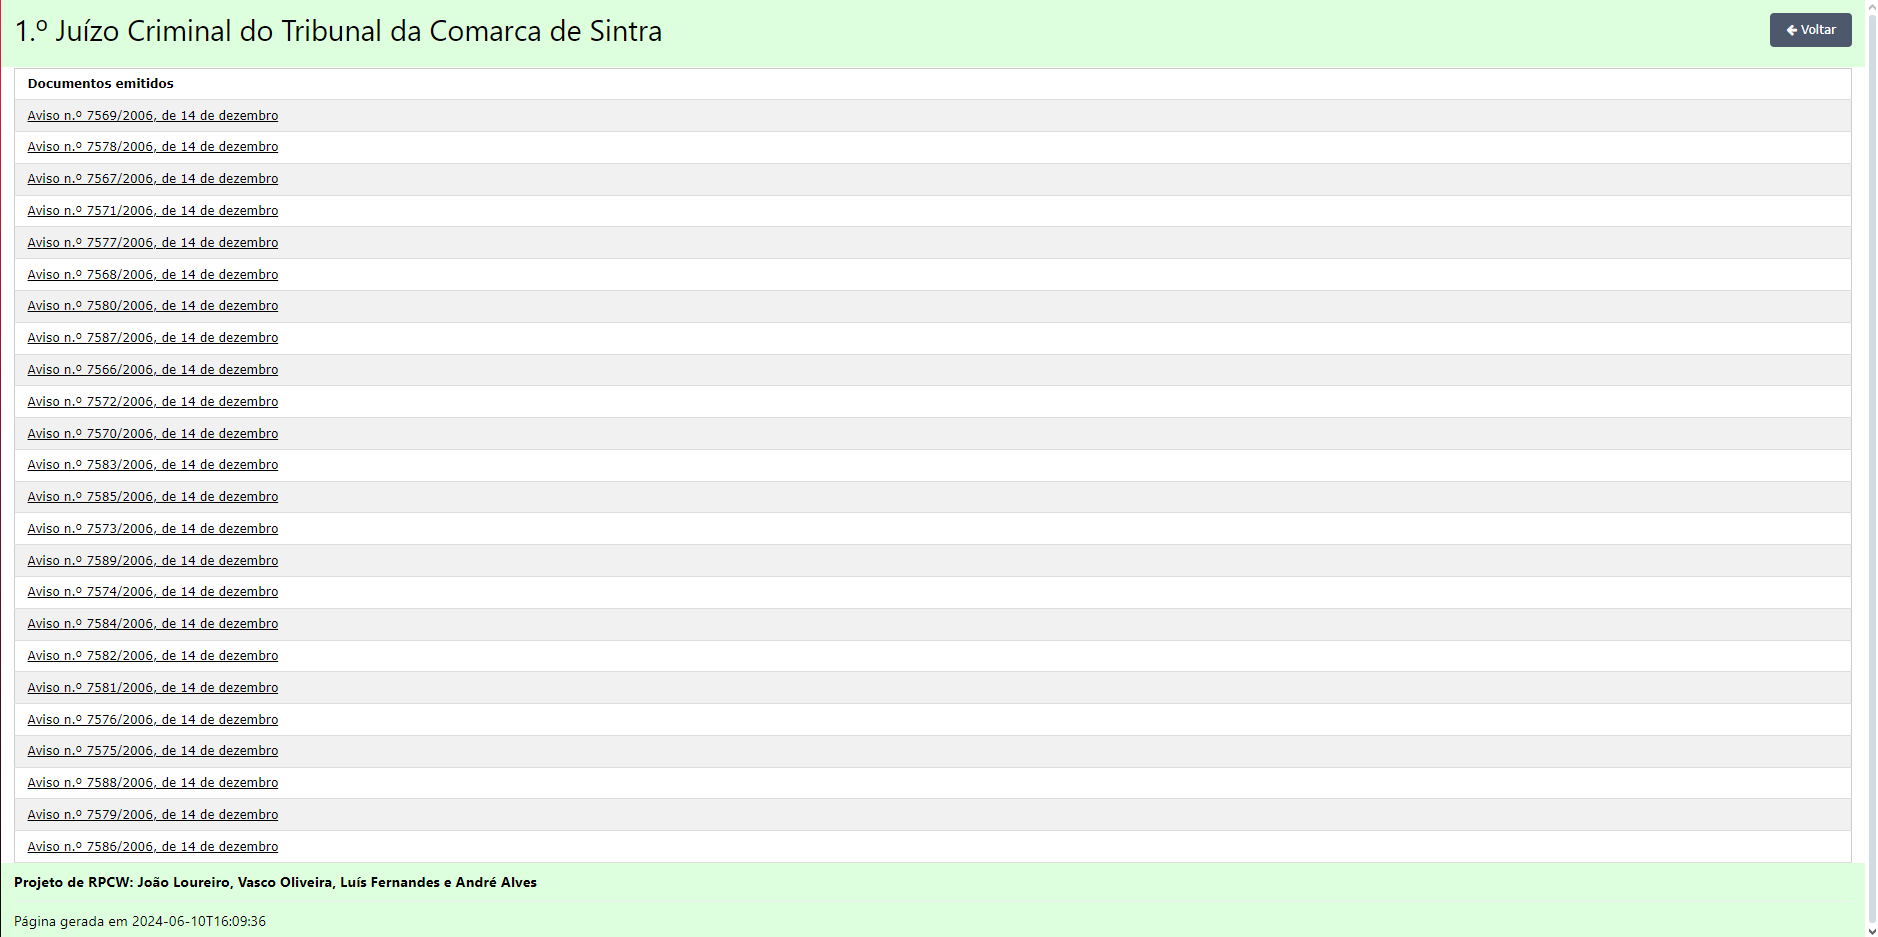 1.º Juízo Criminal do Tribunal da Comarca de Sintra
Voltar
Documentos emitidos
Aviso n.º 7569/2006, de 14 de dezembro
Aviso n.º 7578/2006, de 14 de dezembro
Aviso n.º 7567/2006, de 14 de dezembro
Aviso n.º 7571/2006, de 14 de dezembro
Aviso n.º 7577/2006, de 14 de dezembro
Aviso n.º 7568/2006, de 14 de dezembro
Aviso n.º 7580/2006, de 14 de dezembro
Aviso n.º 7587/2006, de 14 de dezembro
Aviso n.º 7566/2006, de 14 de dezembro
Aviso n.º 7572/2006, de 14 de dezembro
Aviso n.º 7570/2006, de 14 de dezembro
Aviso n.º 7583/2006, de 14 de dezembro
Aviso n.º 7585/2006, de 14 de dezembro
Aviso n.º 7573/2006, de 14 de dezembro
Aviso n.º 7589/2006, de 14 de dezembro
Aviso n.º 7574/2006, de 14 de dezembro
Aviso n.º 7584/2006, de 14 de dezembro
Aviso n.º 7582/2006, de 14 de dezembro
Aviso n.º 7581/2006, de 14 de dezembro
Aviso n.º 7576/2006, de 14 de dezembro
Aviso n.º 7575/2006, de 14 de dezembro
Aviso n.º 7588/2006, de 14 de dezembro
Aviso n.º 7579/2006, de 14 de dezembro
Aviso n.º 7586/2006, de 14 de dezembro
Projeto de RPCW: João Loureiro, Vasco Oliveira, Luís Fernandes e André Alves
Página gerada em 2024-06-10T16:09:36